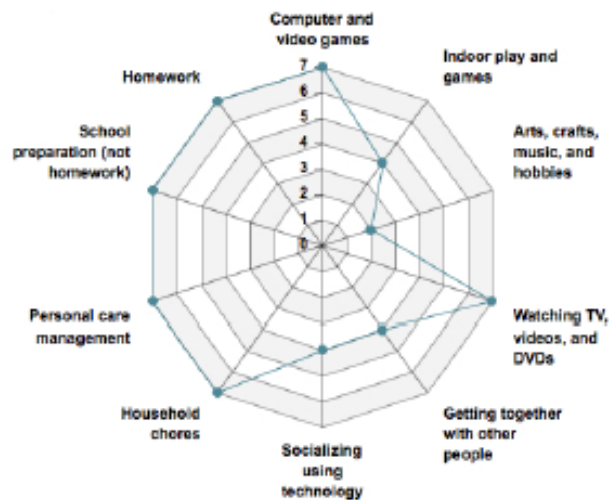 Computer and
video games
Indoor play and
games
Arts, crafts,
music, and
hobbies
Watching TV,
videos, and
DVDs
Getting together
with other
people
Socializing
using
technology
Household
chores
Personal care
management
School
preparation (not
homework)
Homework
7
6
5
4
3
2
1
0